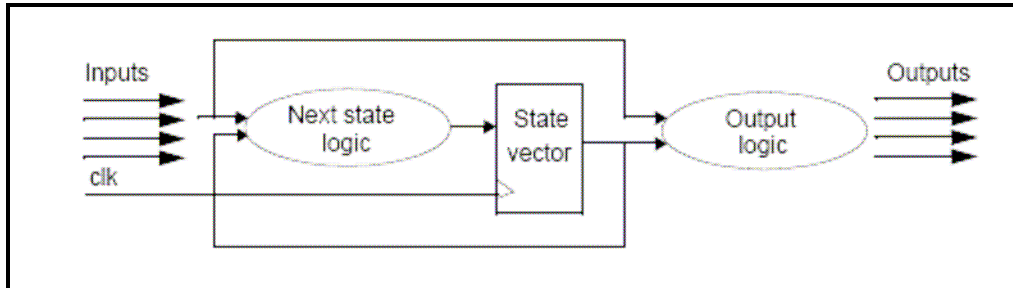 Inputs
Outputs
Next state
logic
State
vector
Output
logic
clk